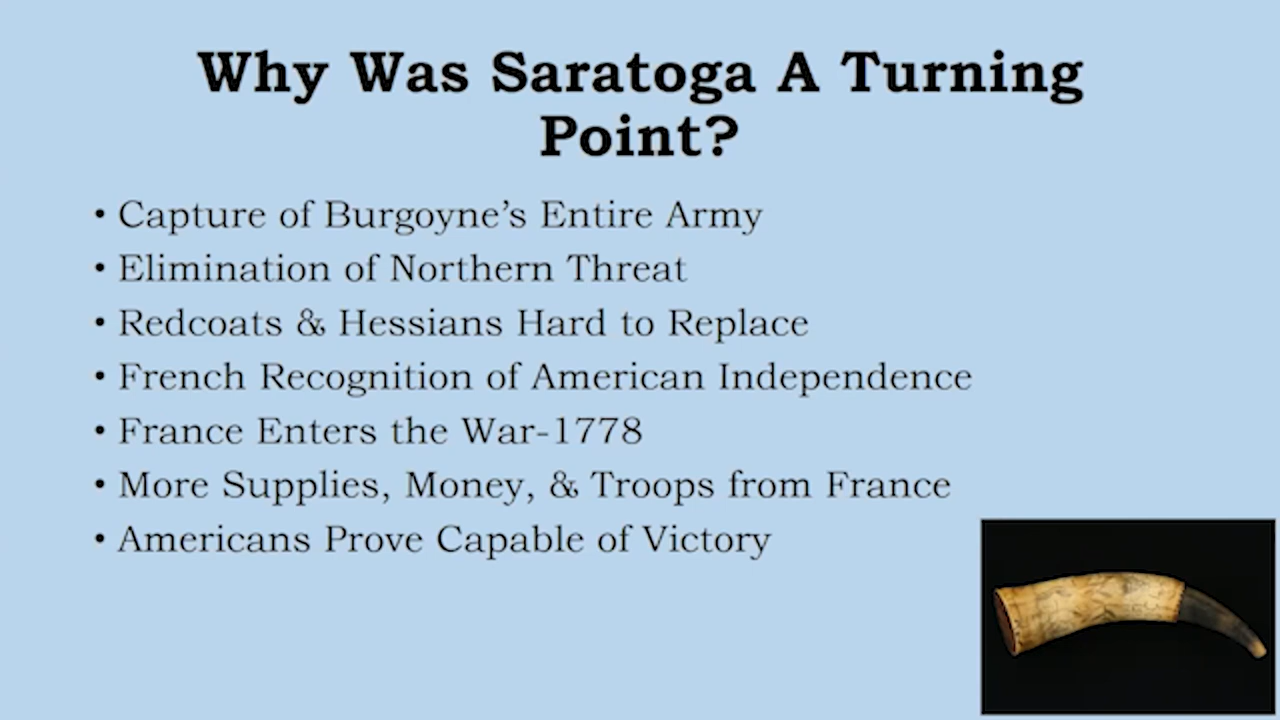 Why Was Saratoga A Turning
Point?
• Capture of Burgoyne’s Entire Army
• Elimination of Northern Threat
• Redcoats & Hessians Hard to Replace
• French Recognition of American Independence
• France Enters the War-1778
• More Supplies, Money, & Troops from France
• Americans Prove Capable of Victory